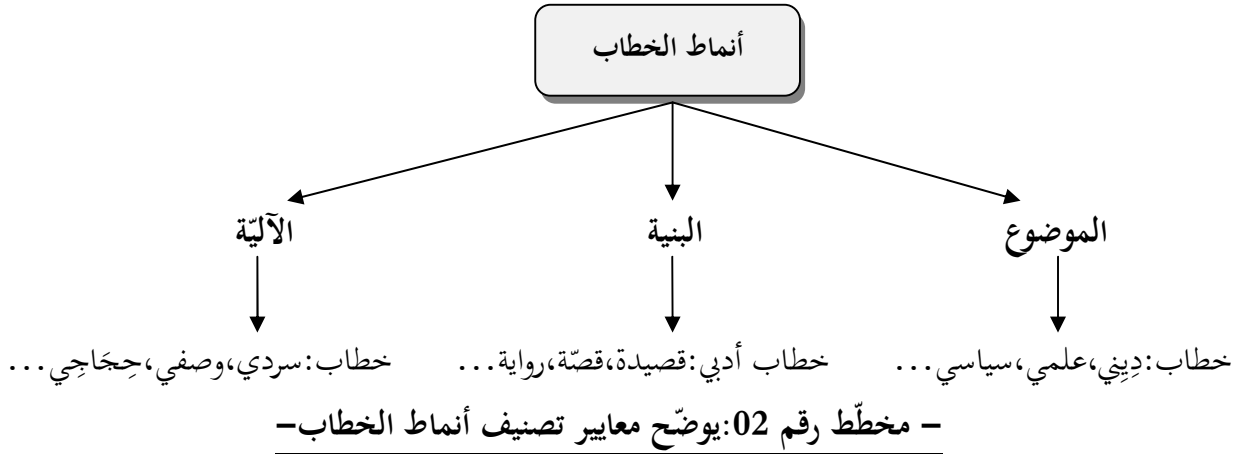 أنماط الخطاب
الموضوع
البنية
الآليّة
خطاب:دِيِنِي،علمي،سياسي...
خطاب أدبي:قصيدة،قصّة،رواية...
خطاب:سردي،وصفي،حِجَاجِي...
– مخطّط رقم 02:يوضّح معايير تصنيف أنماط الخطاب–